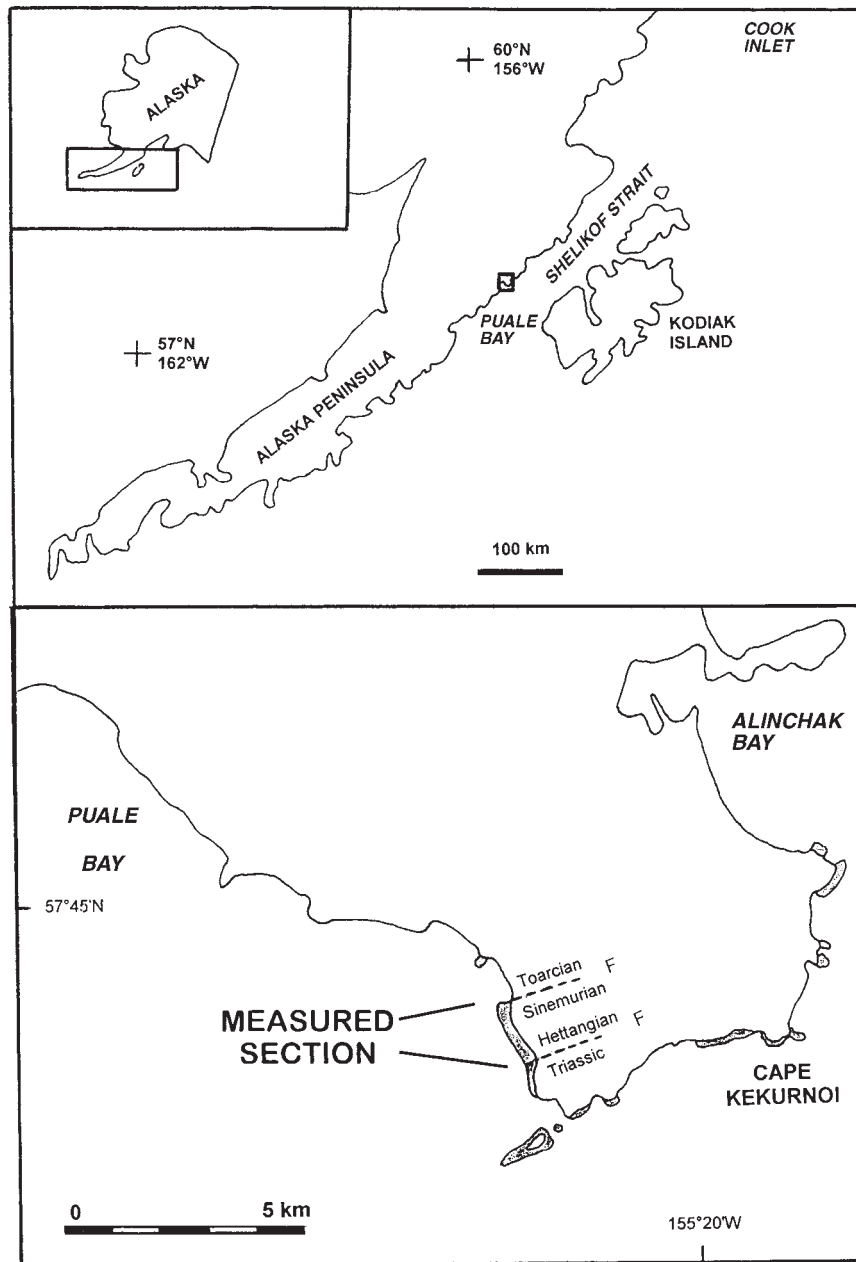 ALASKA
60°N
156°W
COOK
INLET
SHELIKOF STRAIT
PUALE
BAY
KODIAK
ISLAND
57°N
162°W
ALASKA PENINSULA
100 km
ALINCHAK
BAY
PUALE
BAY
57°45'N
Toarcian F
Sinemurian
Hettangian F
Triassic
MEASURED
SECTION
CAPE
KEKURNOI
0 5 km
155°20'W